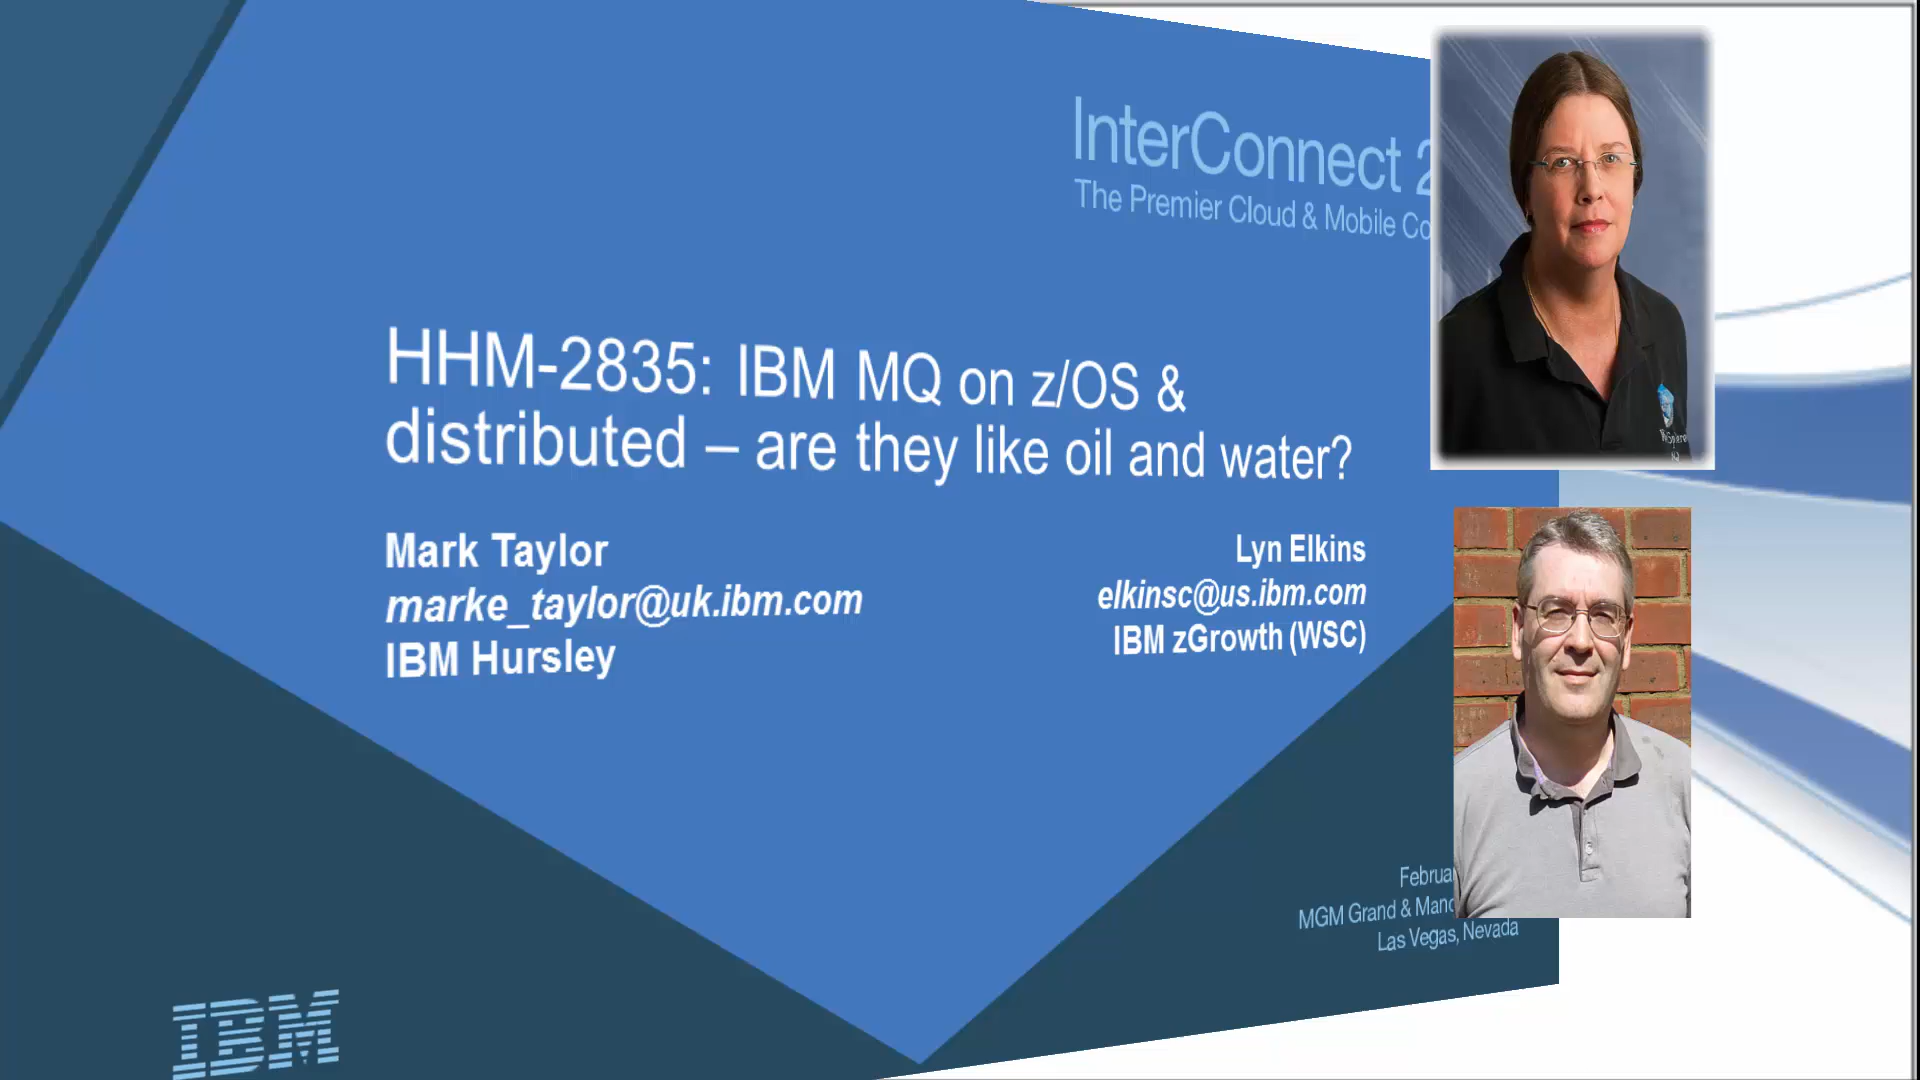 InterConnect
The Premier Cloud & Mobile
HHM-2835: IBM MQ on z/OS &
distributed – are they like oil and water?
Mark Taylor
marke_taylor@uk.ibm.com
IBM Hursley
Lyn Elkins
elkinsc@us.ibm.com
IBM zGrowth (WSC)
MGM Grand &
Las Vegas, Nevada
IBM